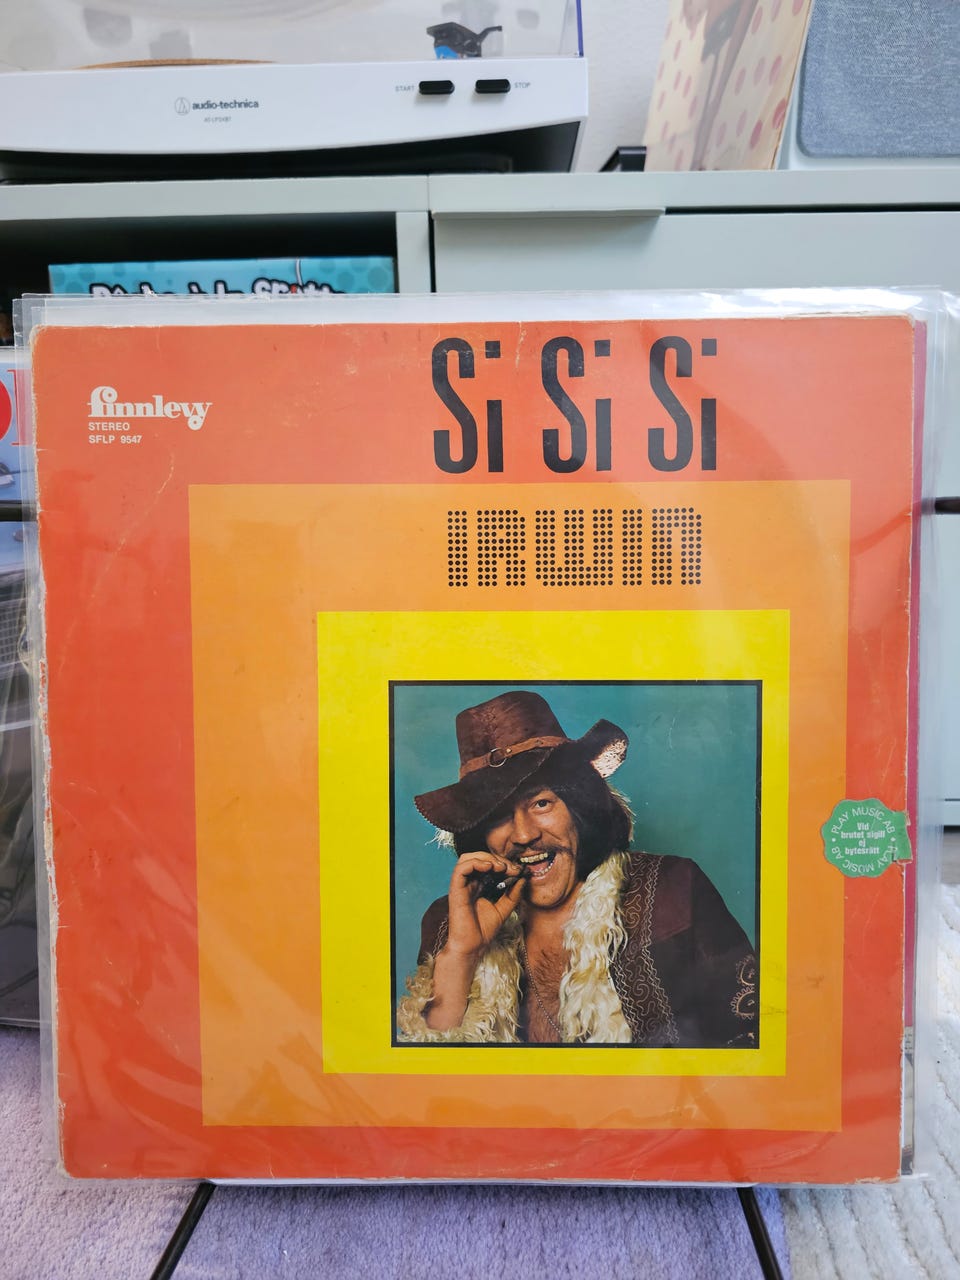 audio-technica
START
STOP
Si Si Si
finnlevy
STEREO
SFLP 9547
IRWIN
PLAY MUSIC AB
Vid
brutet sigill
ej
bytesrätt
PLAY MUSIC AB